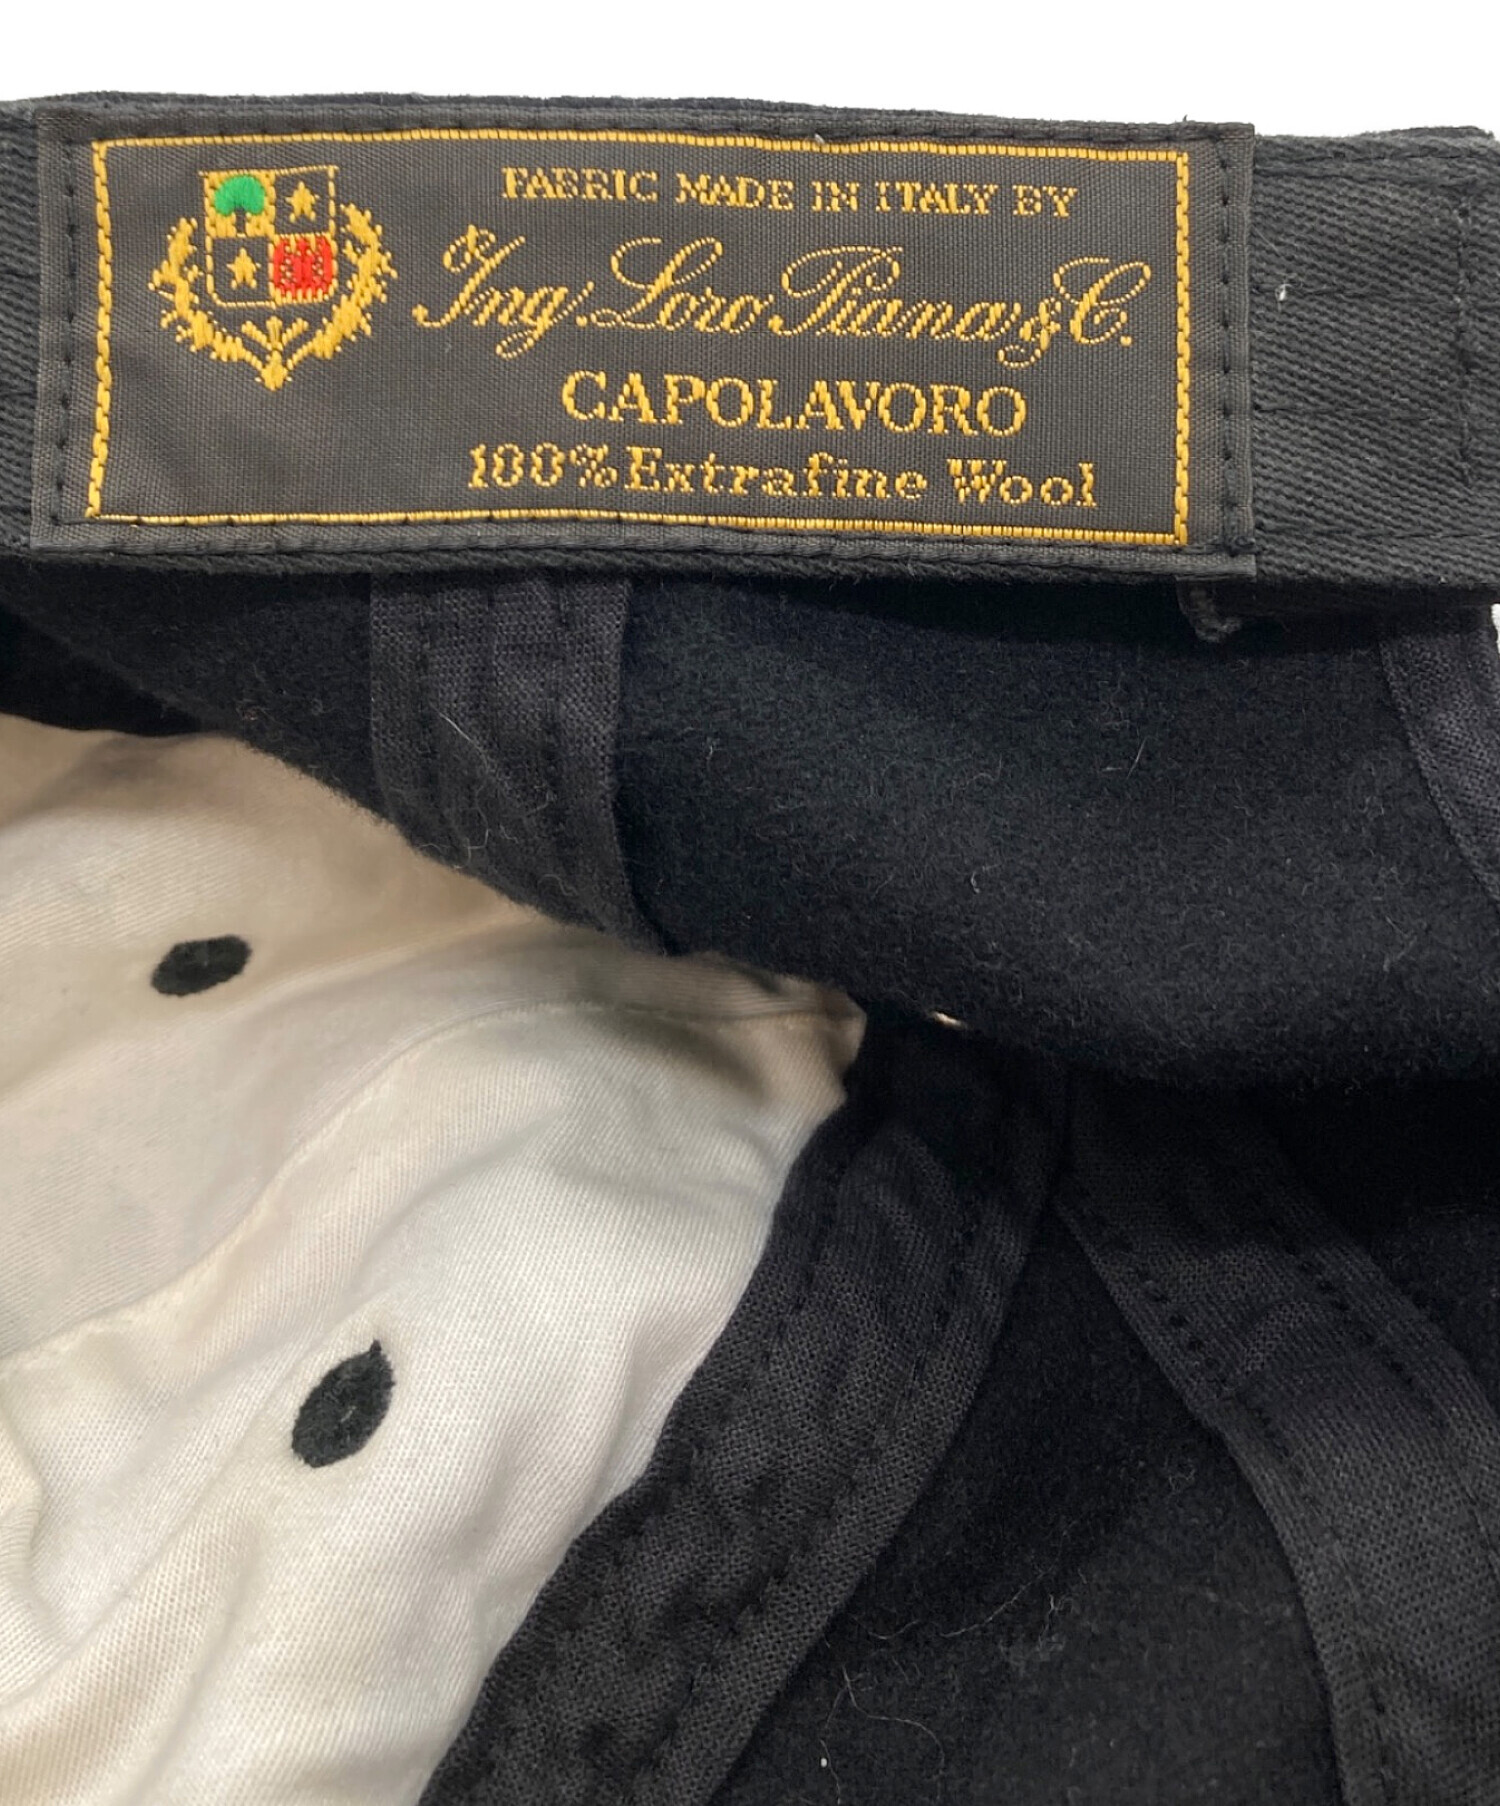 FABRIC MADE IN ITALY BY
Ing. Loro Piana & C.
CAPOLAVORO
100% Extrafine Wool